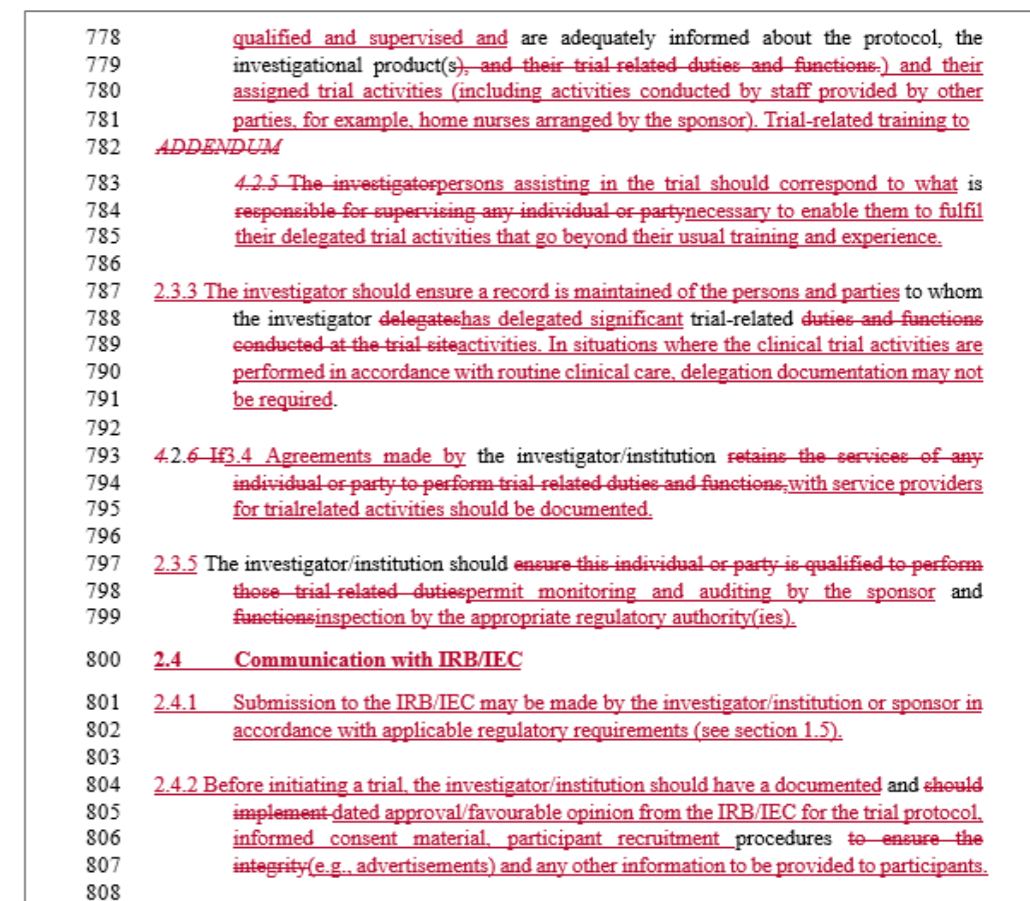 778 qualified and supervised and are adequately informed about the protocol, the
779 investigational product(s), and their trial-related duties and functions.) and their
780 assigned trial activities (including activities conducted by staff provided by other
781 parties, for example, home nurses arranged by the sponsor). Trial-related training to
782 ADDENDUM
783 4.2.5 The investigatorpersons assisting in the trial should correspond to what is
784 responsible for supervising any individual or partynecessary to enable them to fulfil
785 their delegated trial activities that go beyond their usual training and experience.
786
787 2.3.3 The investigator should ensure a record is maintained of the persons and parties to whom
788 the investigator delegateshas delegated significant trial-related duties and functions
789 conducted at the trial siteactivities. In situations where the clinical trial activities are
790 performed in accordance with routine clinical care, delegation documentation may not
791 be required.
792
793 4.2.6 If3.4 Agreements made by the investigator/institution retains the services of any
794 individual or party to perform trial-related duties and functions,with service providers
795 for trialrelated activities should be documented.
796
797 2.3.5 The investigator/institution should ensure this individual or party is qualified to perform
798 those trial-related dutiespermit monitoring and auditing by the sponsor and
799 functionsinspection by the appropriate regulatory authority(ies).
800 2.4 Communication with IRB/IEC
801 2.4.1 Submission to the IRB/IEC may be made by the investigator/institution or sponsor in
802 accordance with applicable regulatory requirements (see section 1.5).
803
804 2.4.2 Before initiating a trial, the investigator/institution should have a documented and should
805 implement dated approval/favourable opinion from the IRB/IEC for the trial protocol,
806 informed consent material, participant recruitment procedures to ensure the
807 integrity(e.g., advertisements) and any other information to be provided to participants.
808